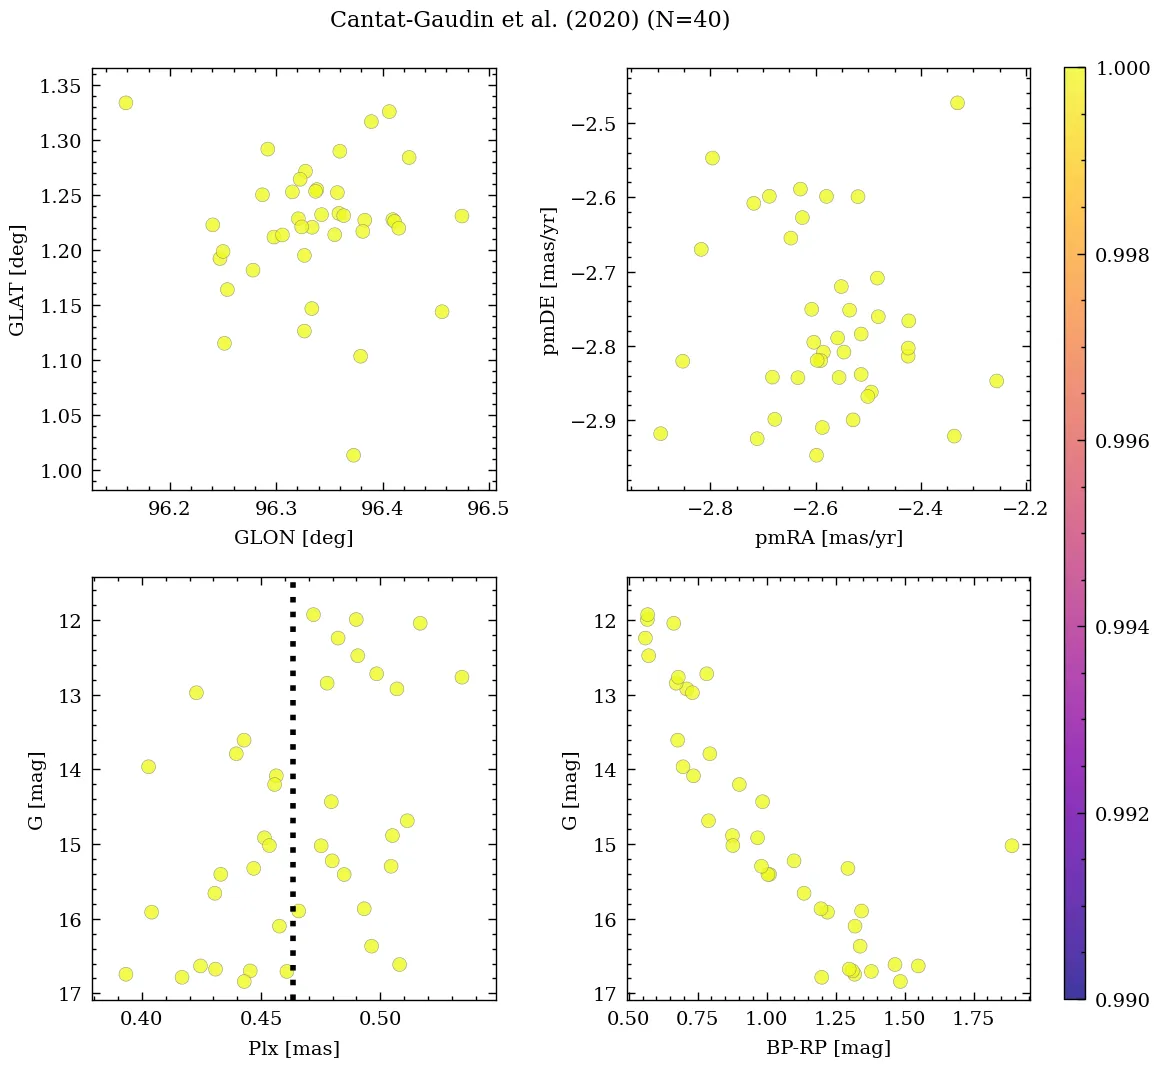 Cantat-Gaudin et al. (2020) (N=40)
1.35
1.30
1.25
1.20
1.15
1.10
1.05
1.00
GLAT [deg]
96.2 96.3 96.4 96.5
GLON [deg]
−2.5
−2.6
−2.7
−2.8
−2.9
pmDE [mas/yr]
−2.8 −2.6 −2.4 −2.2
pmRA [mas/yr]
1.000
0.998
0.996
0.994
0.992
0.990
12
13
14
15
16
17
G [mag]
0.40 0.45 0.50
Plx [mas]
12
13
14
15
16
17
G [mag]
0.50 0.75 1.00 1.25 1.50 1.75
BP-RP [mag]